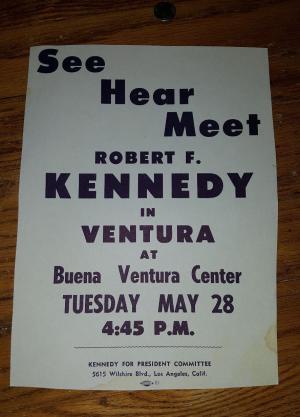 See
Hear
Meet
ROBERT F.
KENNEDY
IN
VENTURA
AT
Buena Ventura Center
TUESDAY MAY 28
4:45 P.M.
KENNEDY FOR PRESIDENT COMMITTEE
5615 Wilshire Blvd., Los Angeles, Calif.